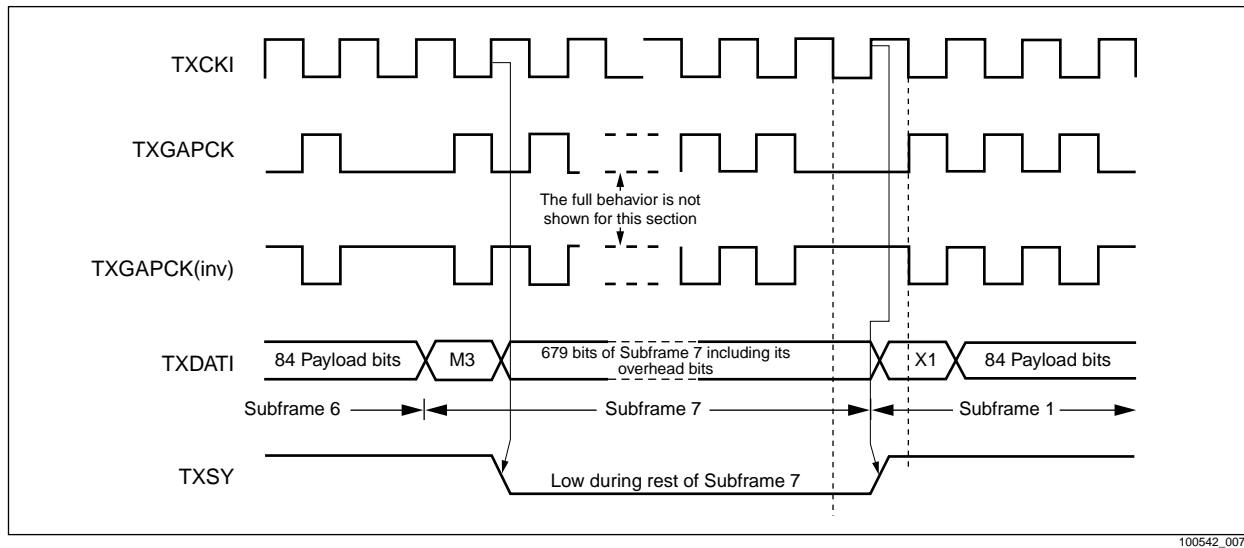 TXCKI
TXGAPCK
The full behavior is not
shown for this section
TXGAPCK(inv)
TXDATI
84 Payload bits
M3
679 bits of Subframe 7 including its
overhead bits
X1
84 Payload bits
Subframe 6
Subframe 7
Subframe 1
TXSY
Low during rest of Subframe 7
100542_007